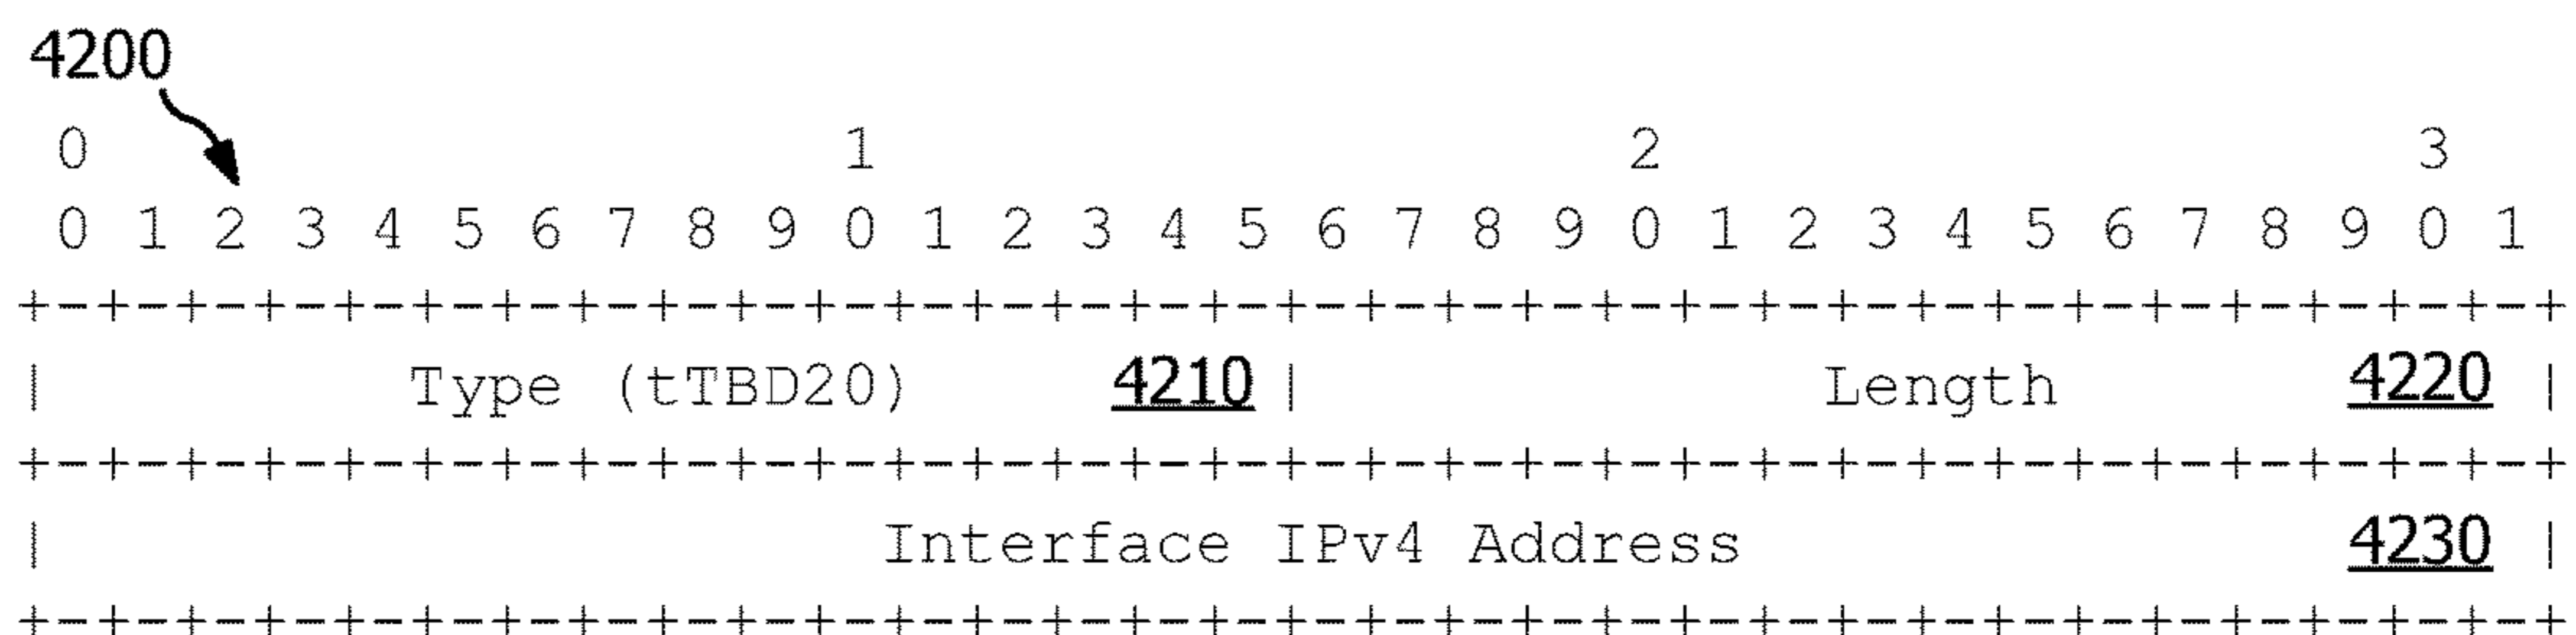 4200
0 1 2 3
0 1 2 3 4 5 6 7 8 9 0 1 2 3 4 5 6 7 8 9 0 1 2 3 4 5 6 7 8 9 0 1
+-+-+-+-+-+-+-+-+-+-+-+-+-+-+-+-+-+-+-+-+-+-+-+-+-+-+-+-+-+-+-+-+
| Type (tTBD20) 4210 | Length 4220 |
+-+-+-+-+-+-+-+-+-+-+-+-+-+-+-+-+-+-+-+-+-+-+-+-+-+-+-+-+-+-+-+-+
| Interface IPv4 Address 4230 |
+-+-+-+-+-+-+-+-+-+-+-+-+-+-+-+-+-+-+-+-+-+-+-+-+-+-+-+-+-+-+-+-+